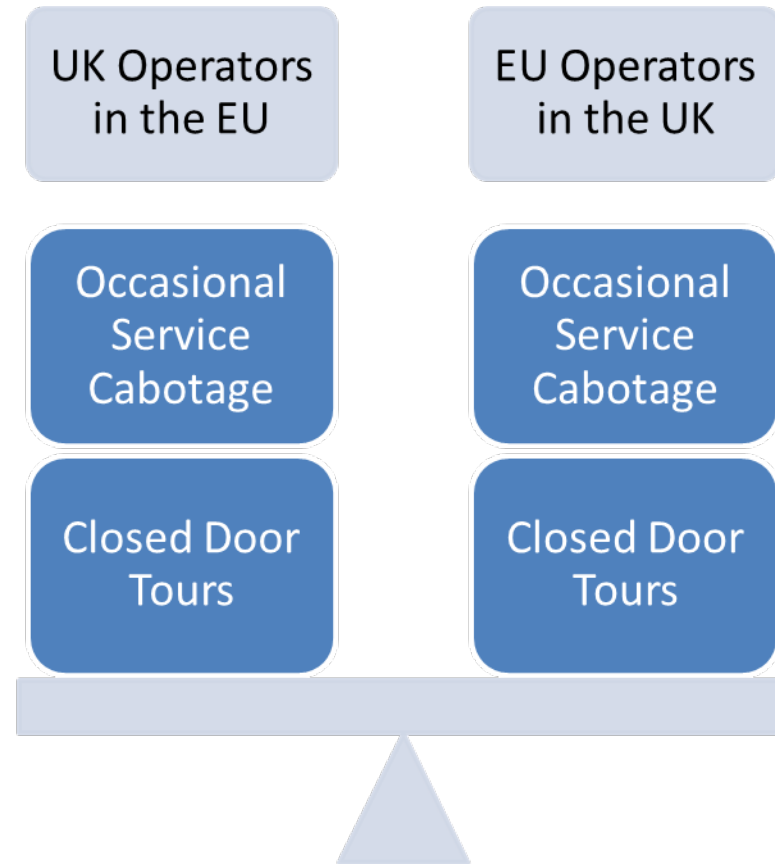 UK Operators
in the EU
EU Operators
in the UK
Occasional
Service
Cabotage
Occasional
Service
Cabotage
Closed Door
Tours
Closed Door
Tours